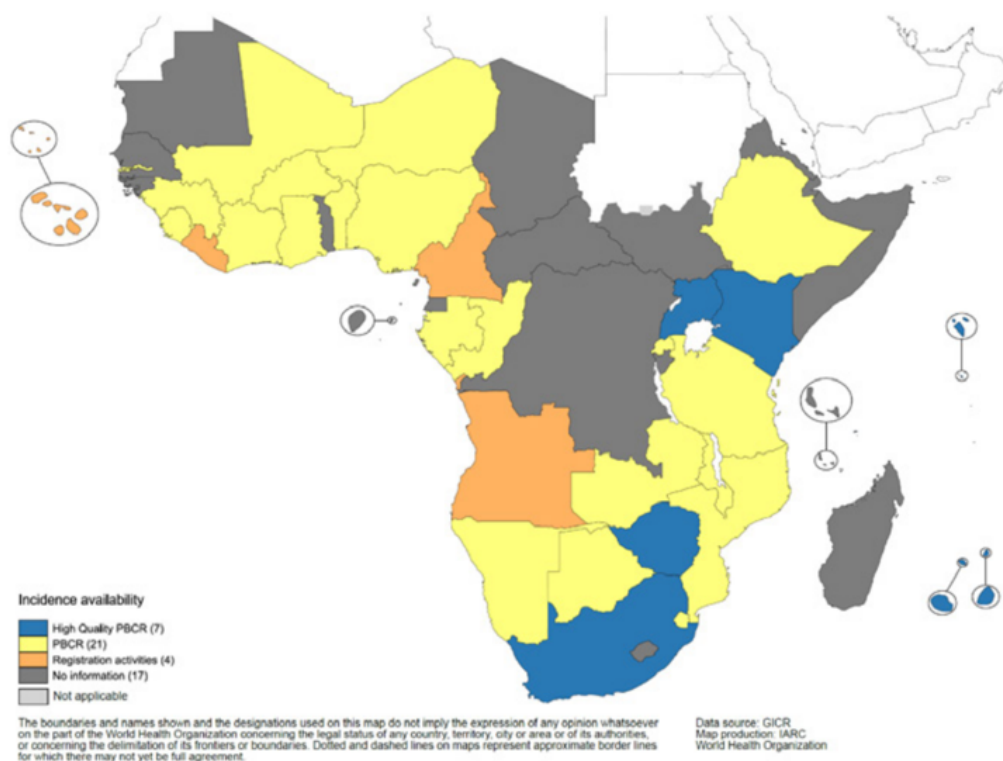 Incidence availability
High Quality PBCR (7)
PBCR (21)
Registration activities (4)
No information (17)
Not applicable
The boundaries and names shown and the designations used on this map do not imply the expression of any opinion whatsoever
on the part of the World Health Organization concerning the legal status of any country, territory, city or area or of its authorities,
or concerning the delimitation of its frontiers or boundaries. Dotted and dashed lines on maps represent approximate border lines
for which there may not yet be full agreement.
Data source: GICR
Map production: IARC
World Health Organization